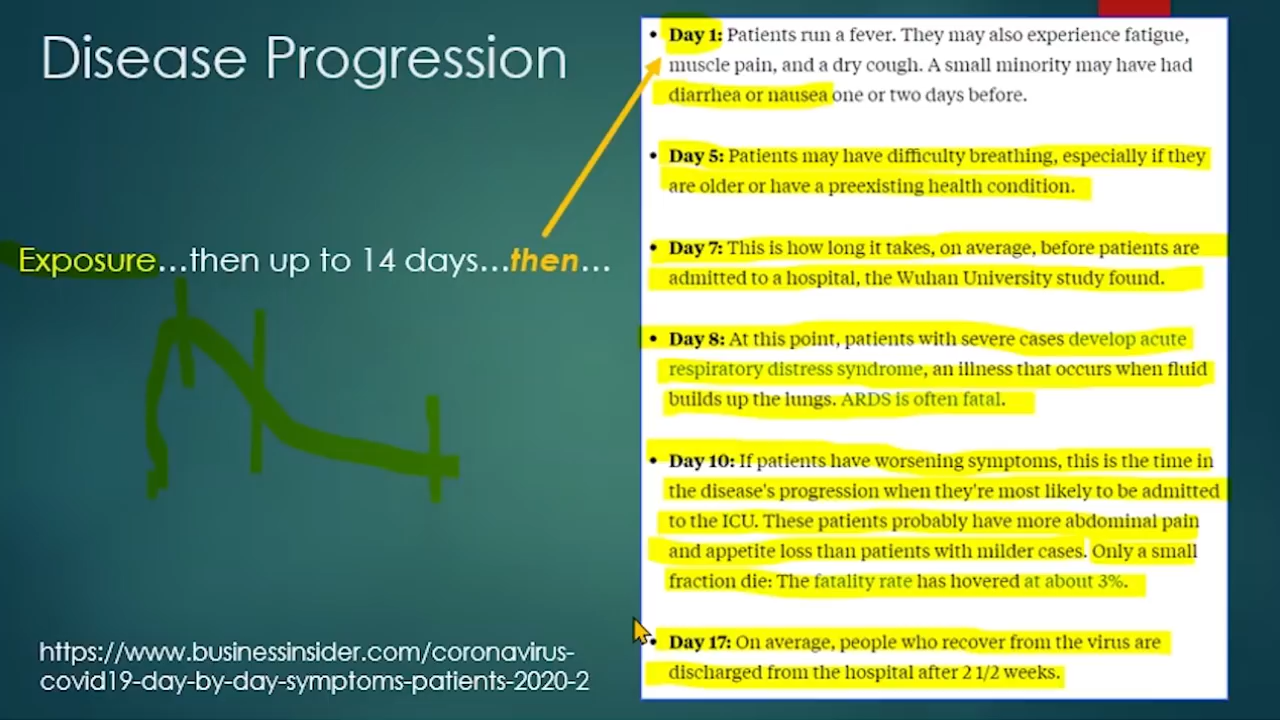 Disease Progression
Exposure...then up to 14 days...then...
https://www.businessinsider.com/coronavirus-
covid19-day-by-day-symptoms-patients-2020-2
• Day 1: Patients run a fever. They may also experience fatigue,
muscle pain, and a dry cough. A small minority may have had
diarrhea or nausea one or two days before.
• Day 5: Patients may have difficulty breathing, especially if they
are older or have a preexisting health condition.
• Day 7: This is how long it takes, on average, before patients are
admitted to a hospital, the Wuhan University study found.
• Day 8: At this point, patients with severe cases develop acute
respiratory distress syndrome, an illness that occurs when fluid
builds up the lungs. ARDS is often fatal.
• Day 10: If patients have worsening symptoms, this is the time in
the disease's progression when they're most likely to be admitted
to the ICU. These patients probably have more abdominal pain
and appetite loss than patients with milder cases. Only a small
fraction die: The fatality rate has hovered at about 3%.
• Day 17: On average, people who recover from the virus are
discharged from the hospital after 2 1/2 weeks.